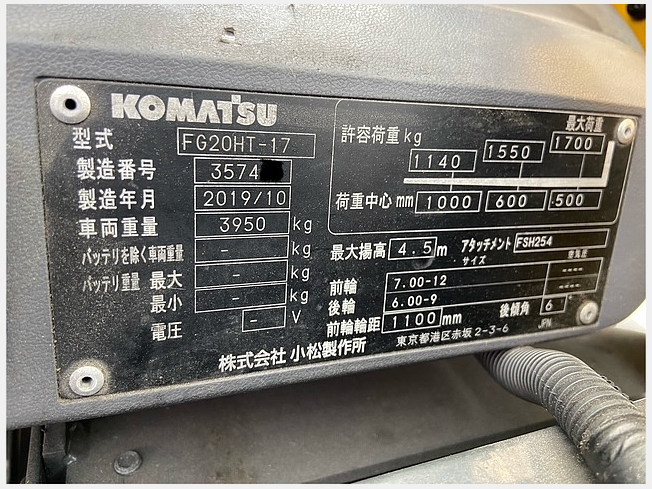 KOMATSU
型式 FG20HT-17
製造番号 3574
製造年月 2019/10
車両重量 3950 kg
バッテリを除く車両重量 - kg
バッテリ重量 最大 - kg
最小 - kg
電圧 - V
最大荷重
許容荷重 kg 1140 1550 1700
荷重中心 mm 1000 600 500
最大揚高 4.5 m アタッチメント FSH254
サイズ 空気圧
前輪 7.00-12 ----
後輪 6.00-9 ----
前輪輪距 1100 mm 後傾角 6 °
JPN
株式会社 小松製作所 東京都港区赤坂 2-3-6